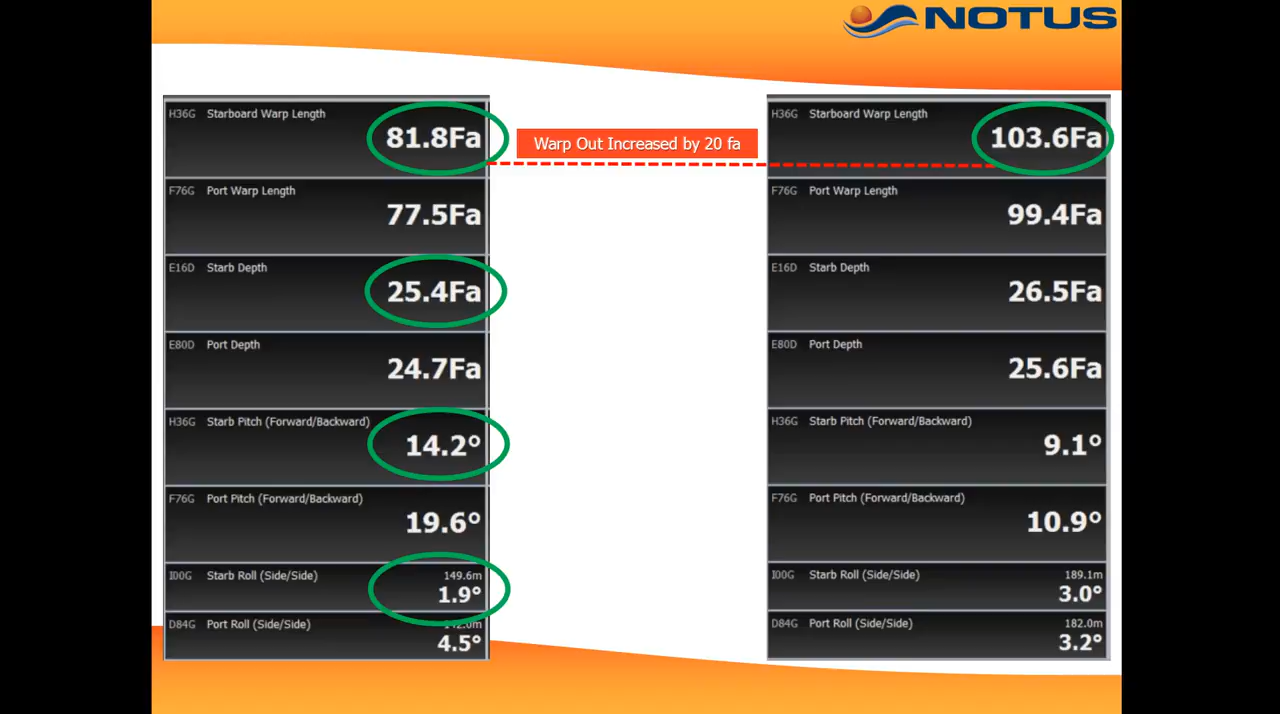 NOTUS
H36G Starboard Warp Length
81.8Fa
F76G Port Warp Length
77.5Fa
E16D Starb Depth
25.4Fa
E80D Port Depth
24.7Fa
H36G Starb Pitch (Forward/Backward)
14.2°
F76G Port Pitch (Forward/Backward)
19.6°
I00G Starb Roll (Side/Side) 149.6m
1.9°
D84G Port Roll (Side/Side)
4.5°
Warp Out Increased by 20 fa
H36G Starboard Warp Length
103.6Fa
F76G Port Warp Length
99.4Fa
E16D Starb Depth
26.5Fa
E80D Port Depth
25.6Fa
H36G Starb Pitch (Forward/Backward)
9.1°
F76G Port Pitch (Forward/Backward)
10.9°
I00G Starb Roll (Side/Side) 189.1m
3.0°
D84G Port Roll (Side/Side) 182.0m
3.2°